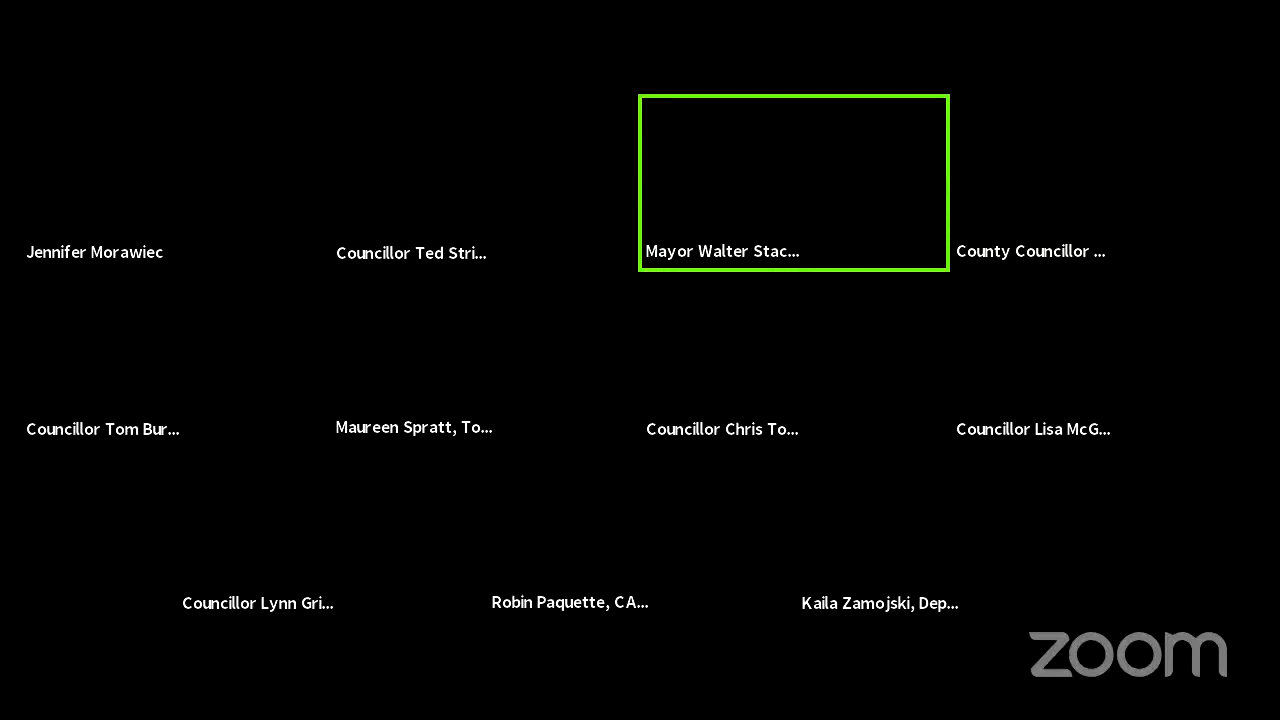 Jennifer Morawiec
Councillor Ted Stri...
Mayor Walter Stac...
County Councillor ...
Councillor Tom Bur...
Maureen Spratt, To...
Councillor Chris To...
Councillor Lisa McG...
Councillor Lynn Gri...
Robin Paquette, CA...
Kaila Zamojski, Dep...
zoom